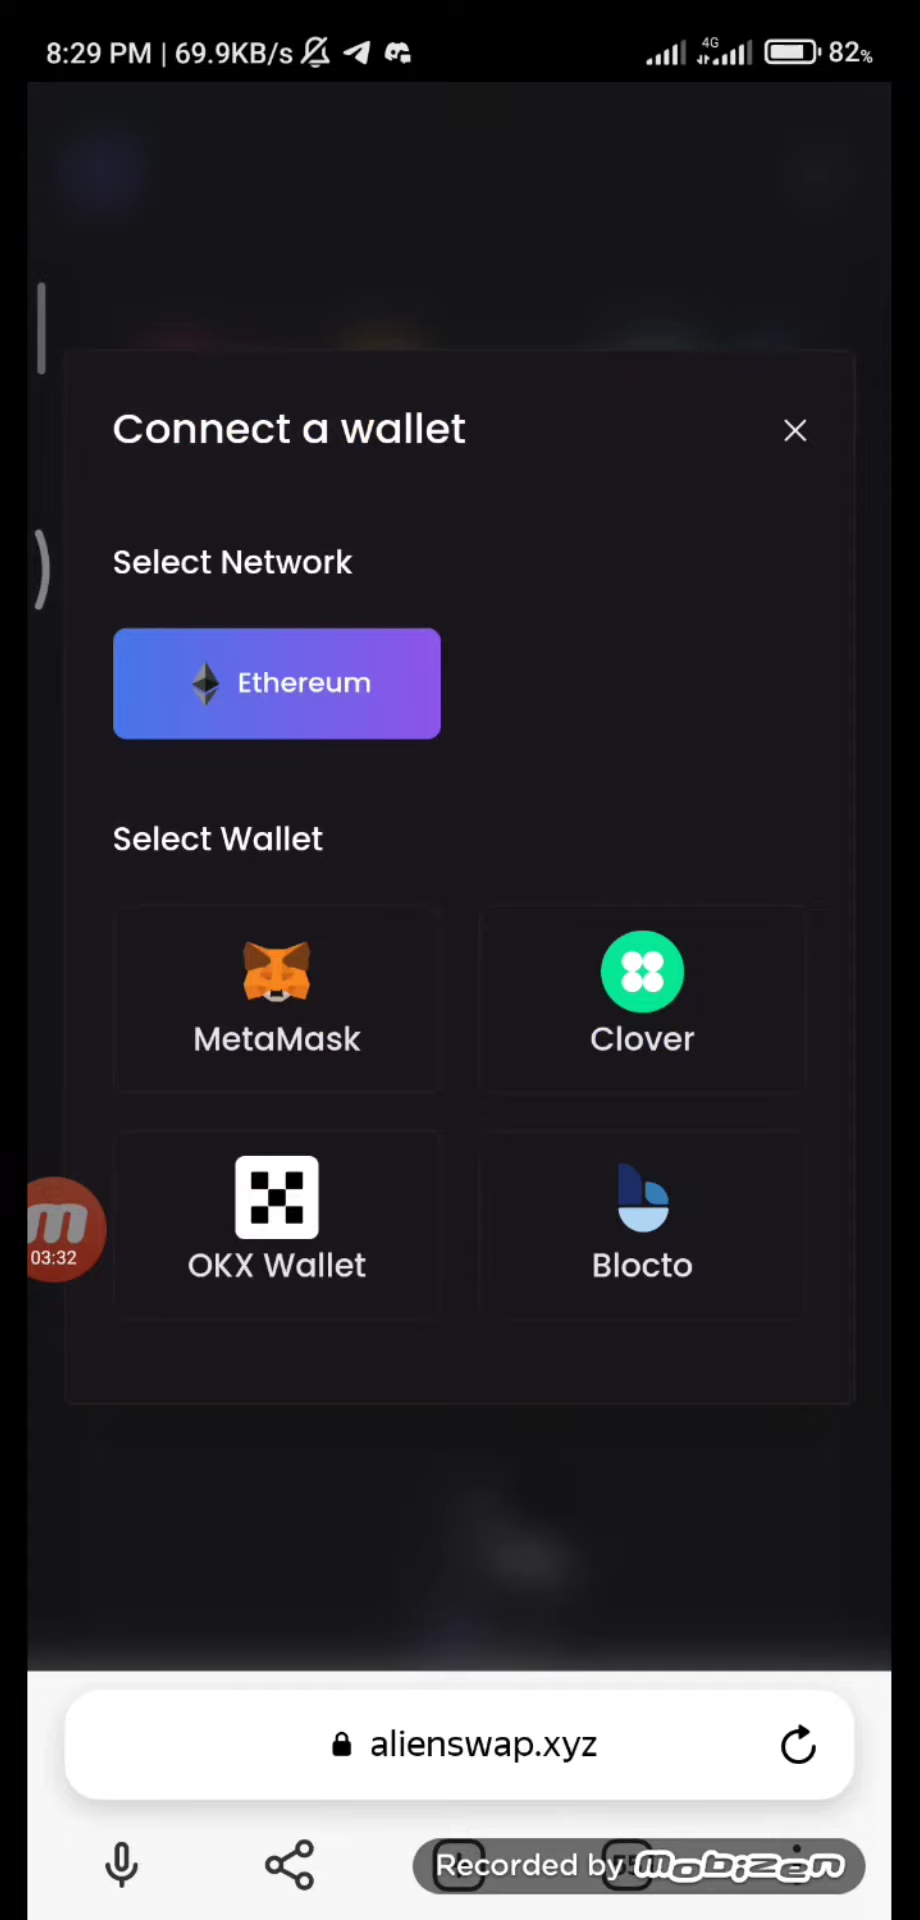 8:29 PM | 69.9KB/s 4G 82%
Connect a wallet
Select Network
Ethereum
Select Wallet
MetaMask
Clover
OKX Wallet
Blocto
m
03:32
alienswap.xyz
Recorded by mobizen